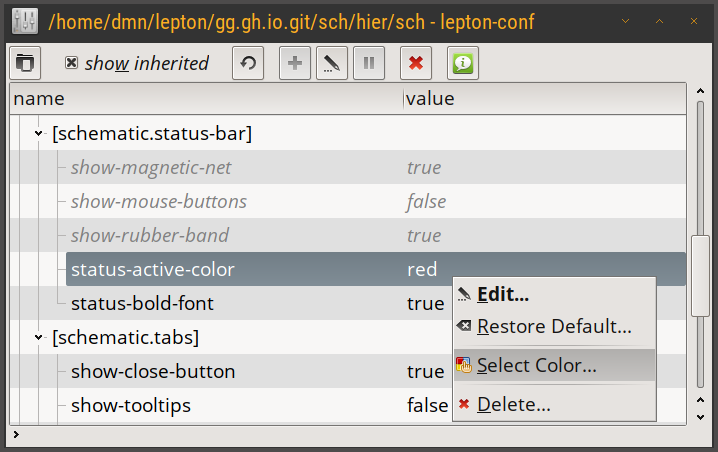 /home/dmn/lepton/gg.gh.io.git/sch/hier/sch - lepton-conf
show inherited
name value
[schematic.status-bar]
show-magnetic-net true
show-mouse-buttons false
show-rubber-band true
status-active-color red
status-bold-font true
[schematic.tabs]
show-close-button true
show-tooltips false
Edit...
Restore Default...
Select Color...
Delete...